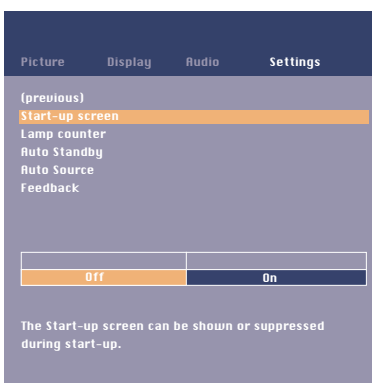 Picture Display Audio Settings
(previous)
Start-up screen
Lamp counter
Auto Standby
Auto Source
Feedback
Off On
The Start-up screen can be shown or suppressed
during start-up.